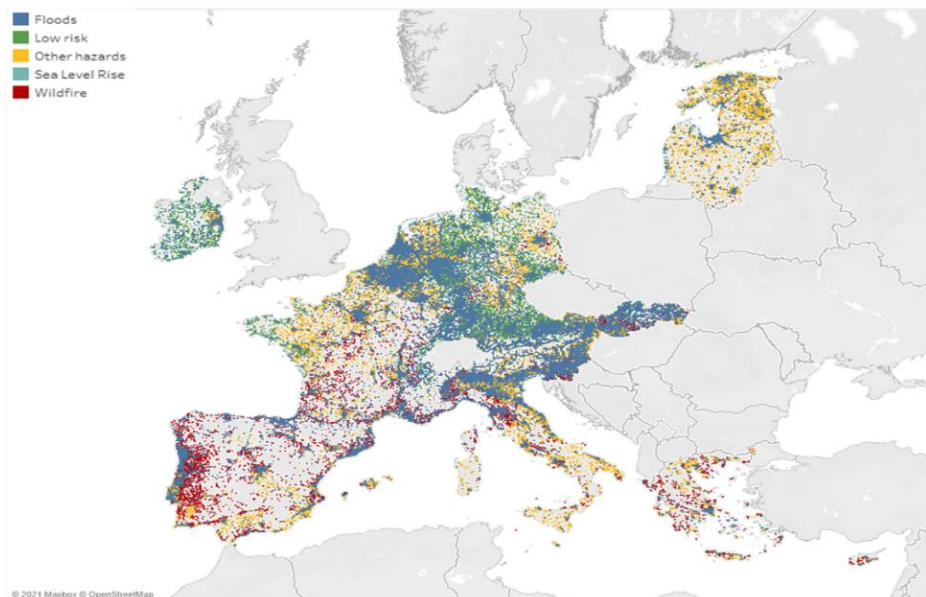 Floods
Low risk
Other hazards
Sea Level Rise
Wildfire
© 2021 Mapbox © OpenStreetMap